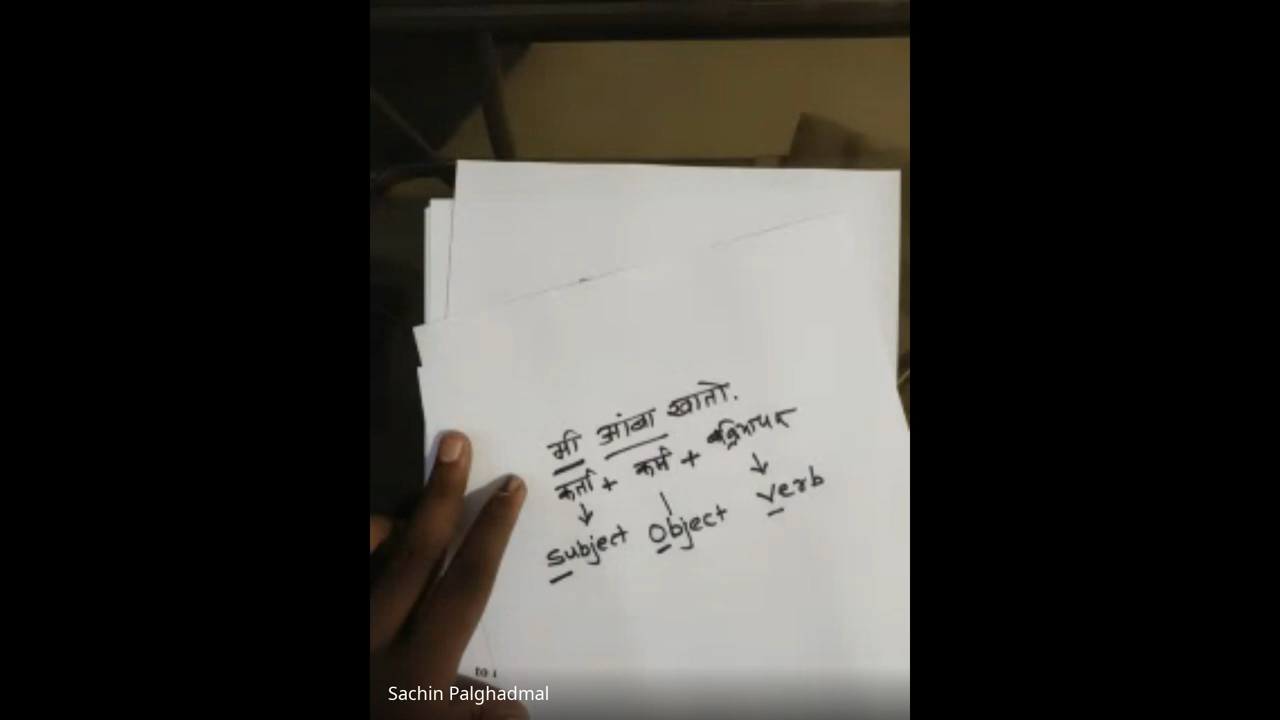 मी आंबा खातो.
कर्ता + कर्म + क्रियापद
Subject Object Verb
Sachin Palghadmal